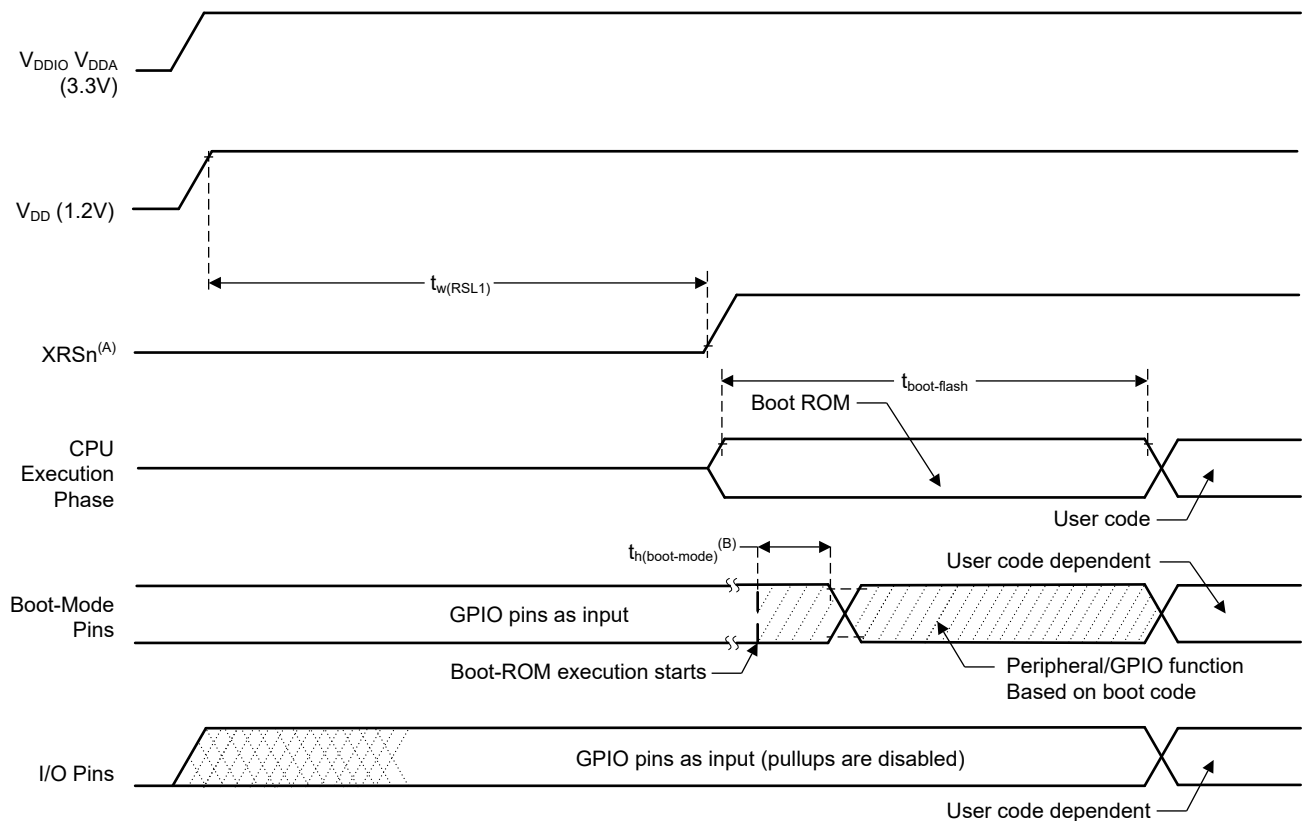 VDDIO VDDA
(3.3V)
VDD (1.2V)
tw(RSL1)
XRSn(A)
tboot-flash
Boot ROM
CPU
Execution
Phase
User code
th(boot-mode)(B)
User code dependent
Boot-Mode
Pins
GPIO pins as input
Boot-ROM execution starts
Peripheral/GPIO function
Based on boot code
I/O Pins
GPIO pins as input (pullups are disabled)
User code dependent